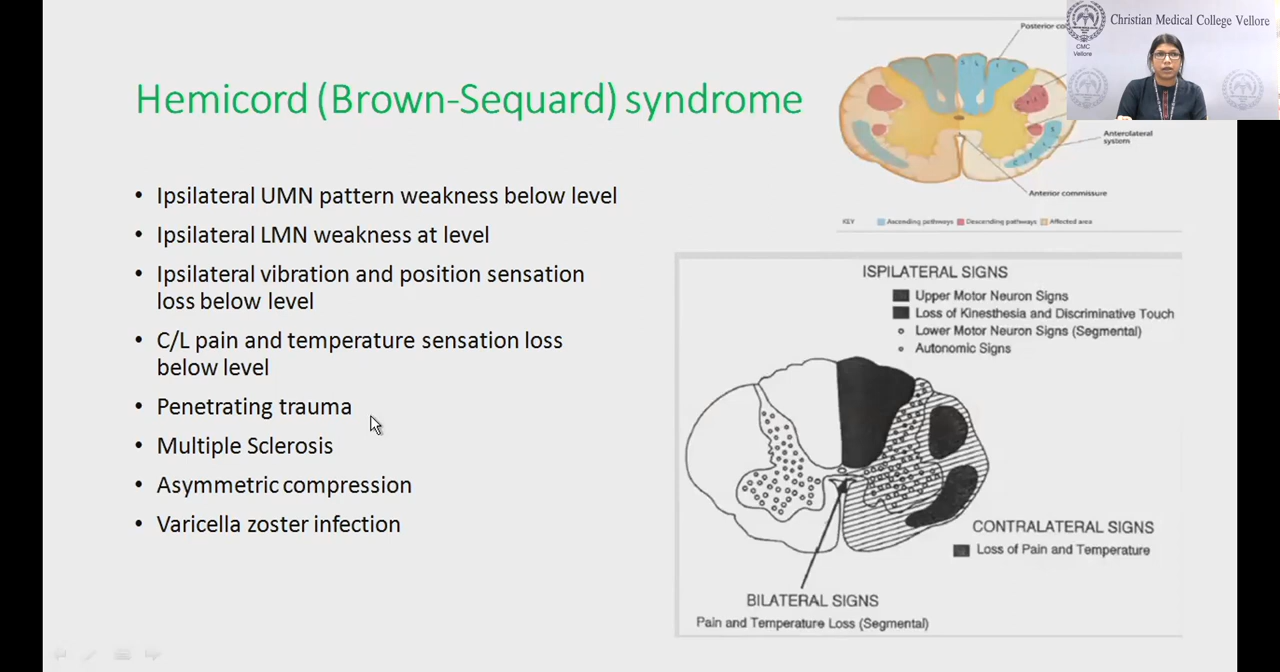 Christian Medical College Vellore
CMC
Vellore
Hemicord (Brown-Sequard) syndrome
• Ipsilateral UMN pattern weakness below level
• Ipsilateral LMN weakness at level
• Ipsilateral vibration and position sensation
loss below level
• C/L pain and temperature sensation loss
below level
• Penetrating trauma
• Multiple Sclerosis
• Asymmetric compression
• Varicella zoster infection
Posterior
Anterolateral
system
Anterior commissure
KEY
Ascending pathways
Descending pathways
Affected area
ISPILATERAL SIGNS
Upper Motor Neuron Signs
Loss of Kinesthesia and Discriminative Touch
Lower Motor Neuron Signs (Segmental)
Autonomic Signs
CONTRALATERAL SIGNS
Loss of Pain and Temperature
BILATERAL SIGNS
Pain and Temperature Loss (Segmental)